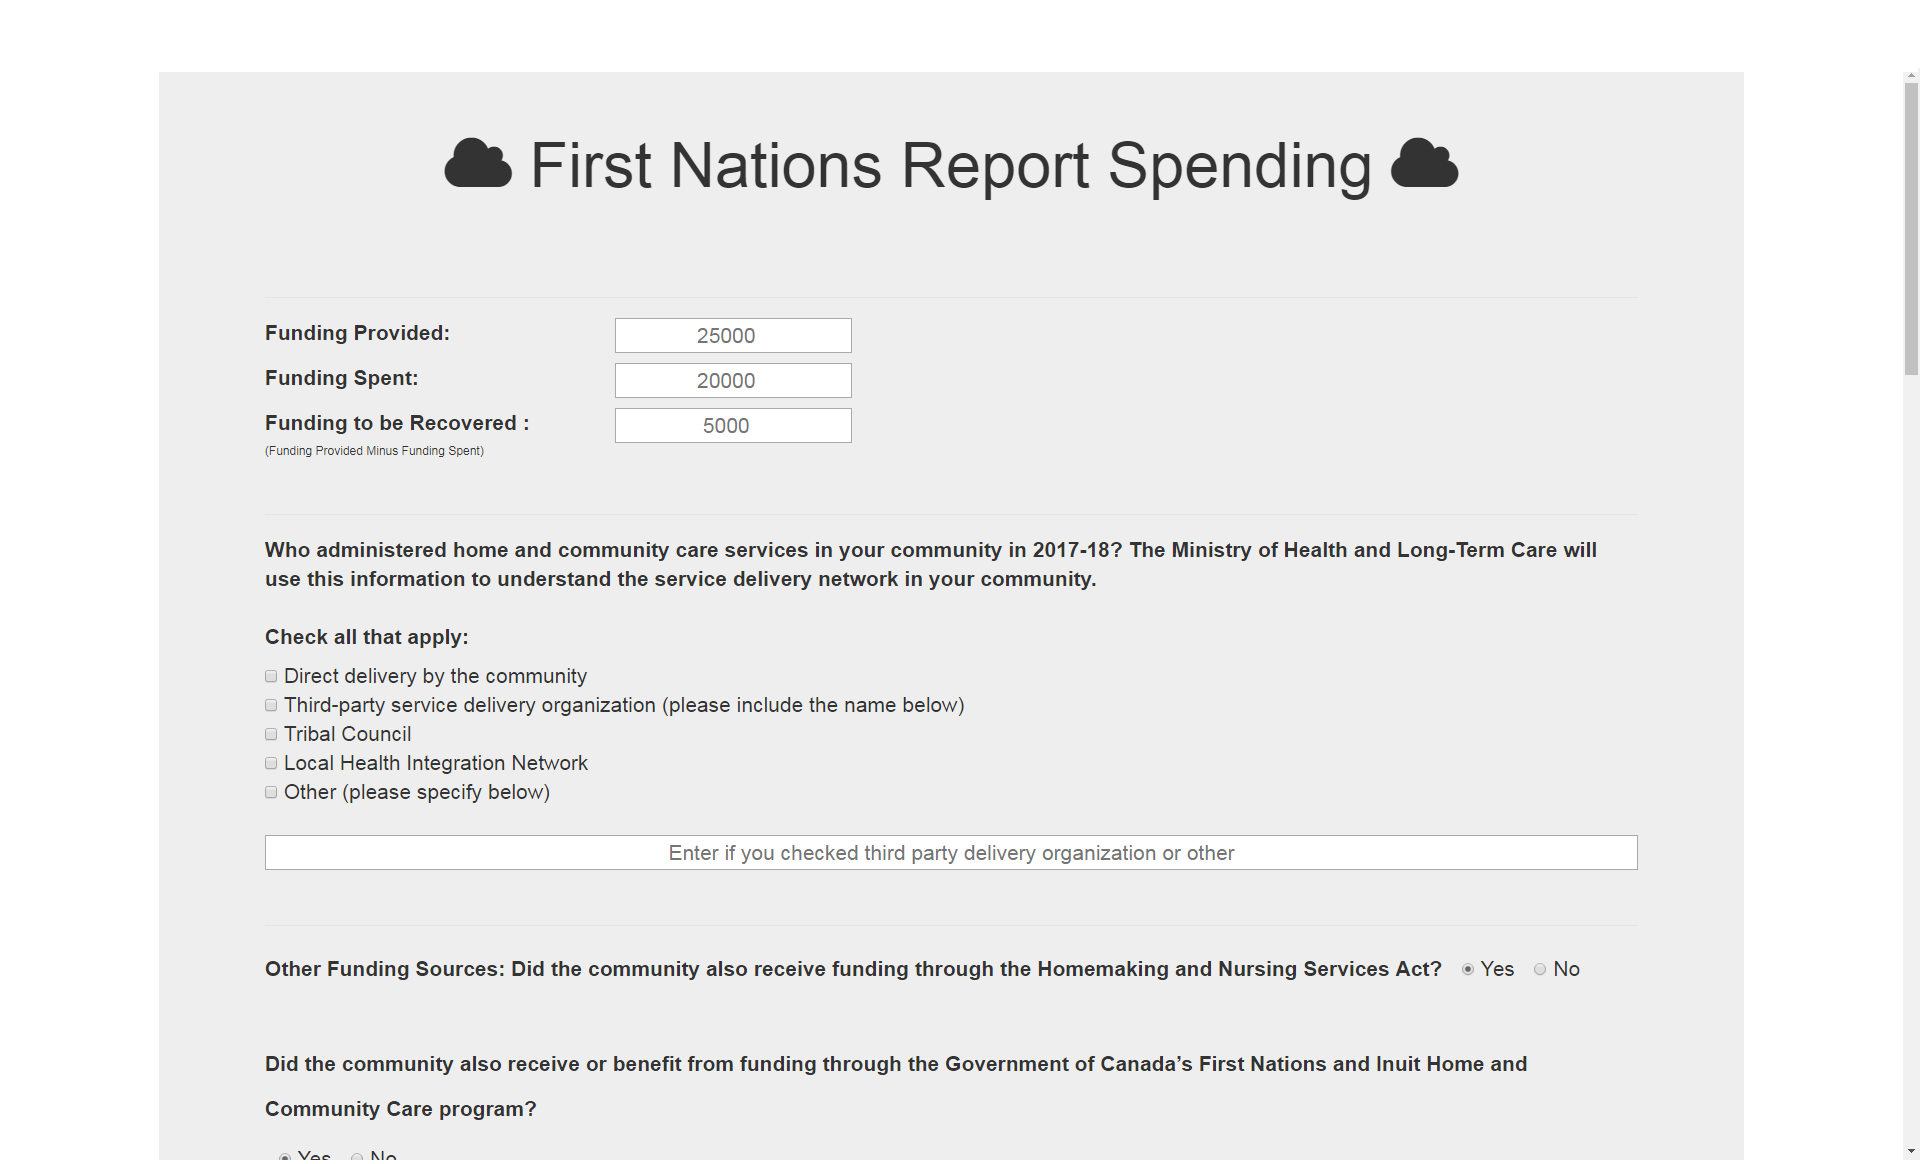 First Nations Report Spending
Funding Provided:
25000
Funding Spent:
20000
Funding to be Recovered :
5000
(Funding Provided Minus Funding Spent)
Who administered home and community care services in your community in 2017-18? The Ministry of Health and Long-Term Care will
use this information to understand the service delivery network in your community.
Check all that apply:
Direct delivery by the community
Third-party service delivery organization (please include the name below)
Tribal Council
Local Health Integration Network
Other (please specify below)
Enter if you checked third party delivery organization or other
Other Funding Sources: Did the community also receive funding through the Homemaking and Nursing Services Act? Yes No
Did the community also receive or benefit from funding through the Government of Canada’s First Nations and Inuit Home and
Community Care program?
Yes No